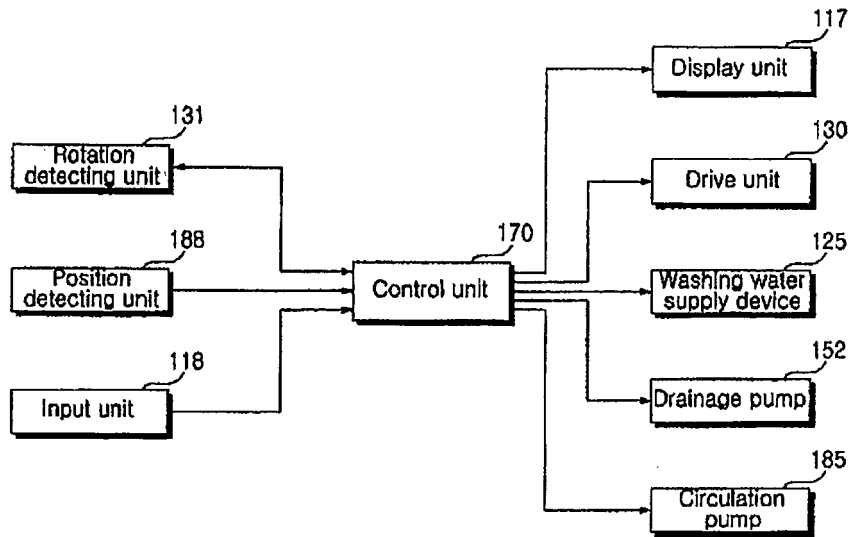 117
Display unit
131
Rotation
detecting unit
130
Drive unit
188
Position
detecting unit
170
Control unit
125
Washing water
supply device
118
Input unit
152
Drainage pump
185
Circulation
pump